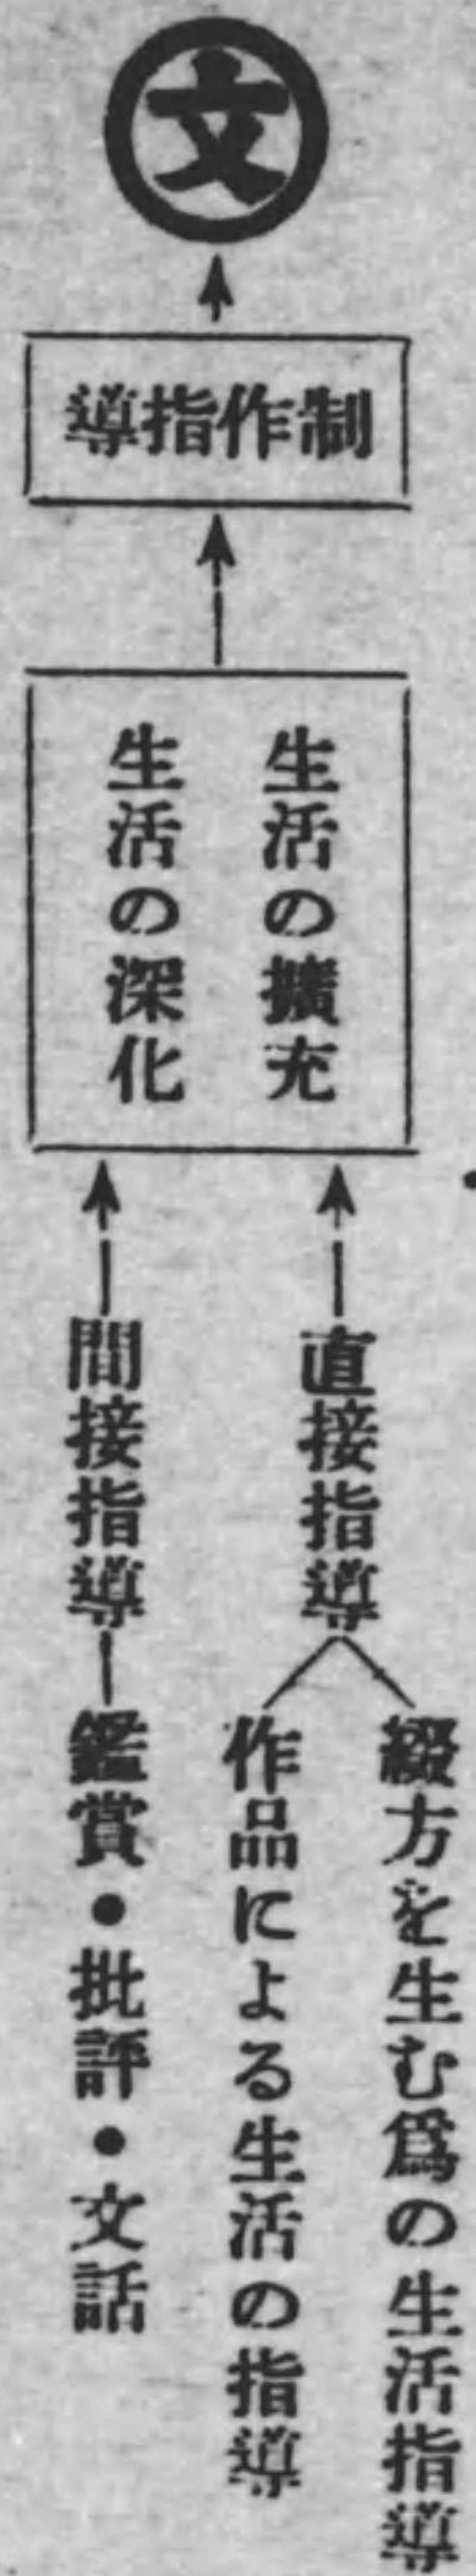 文
制作指導
生活の擴充
生活の深化
直接指導
綴方を生む爲の生活指導
作品による生活の指導
間接指導
鑑賞・批評・文話